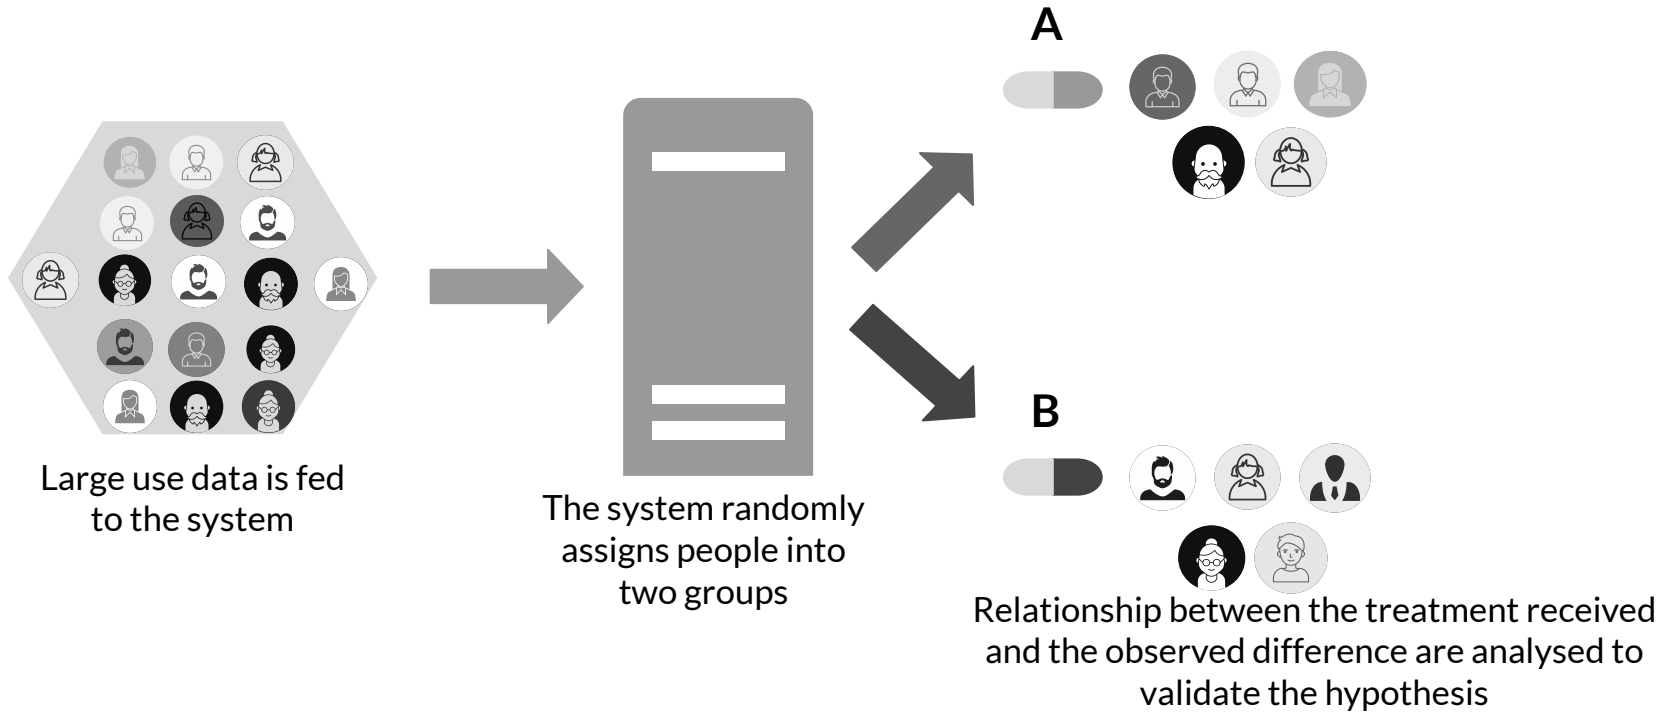 Large use data is fed
to the system
The system randomly
assigns people into
two groups
A
B
Relationship between the treatment received
and the observed difference are analysed to
validate the hypothesis